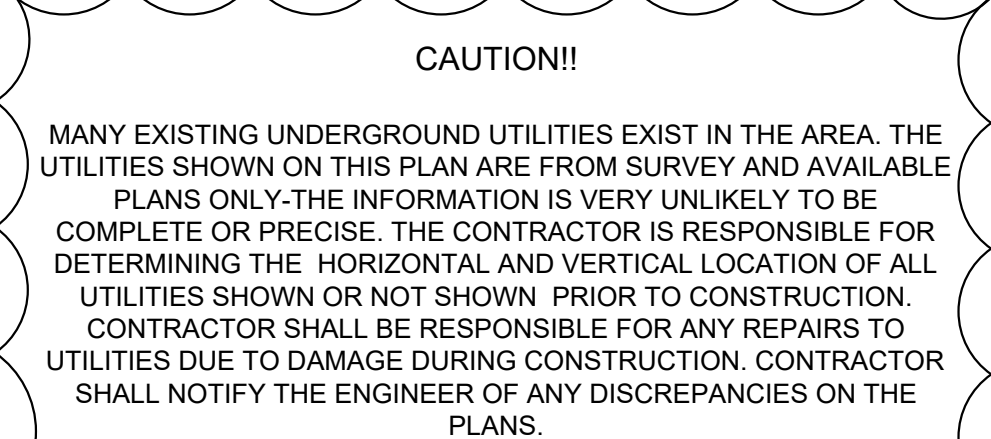 CAUTION!!
MANY EXISTING UNDERGROUND UTILITIES EXIST IN THE AREA. THE
UTILITIES SHOWN ON THIS PLAN ARE FROM SURVEY AND AVAILABLE
PLANS ONLY-THE INFORMATION IS VERY UNLIKELY TO BE
COMPLETE OR PRECISE. THE CONTRACTOR IS RESPONSIBLE FOR
DETERMINING THE  HORIZONTAL AND VERTICAL LOCATION OF ALL
UTILITIES SHOWN OR NOT SHOWN  PRIOR TO CONSTRUCTION.
CONTRACTOR SHALL BE RESPONSIBLE FOR ANY REPAIRS TO
UTILITIES DUE TO DAMAGE DURING CONSTRUCTION. CONTRACTOR
SHALL NOTIFY THE ENGINEER OF ANY DISCREPANCIES ON THE
PLANS.